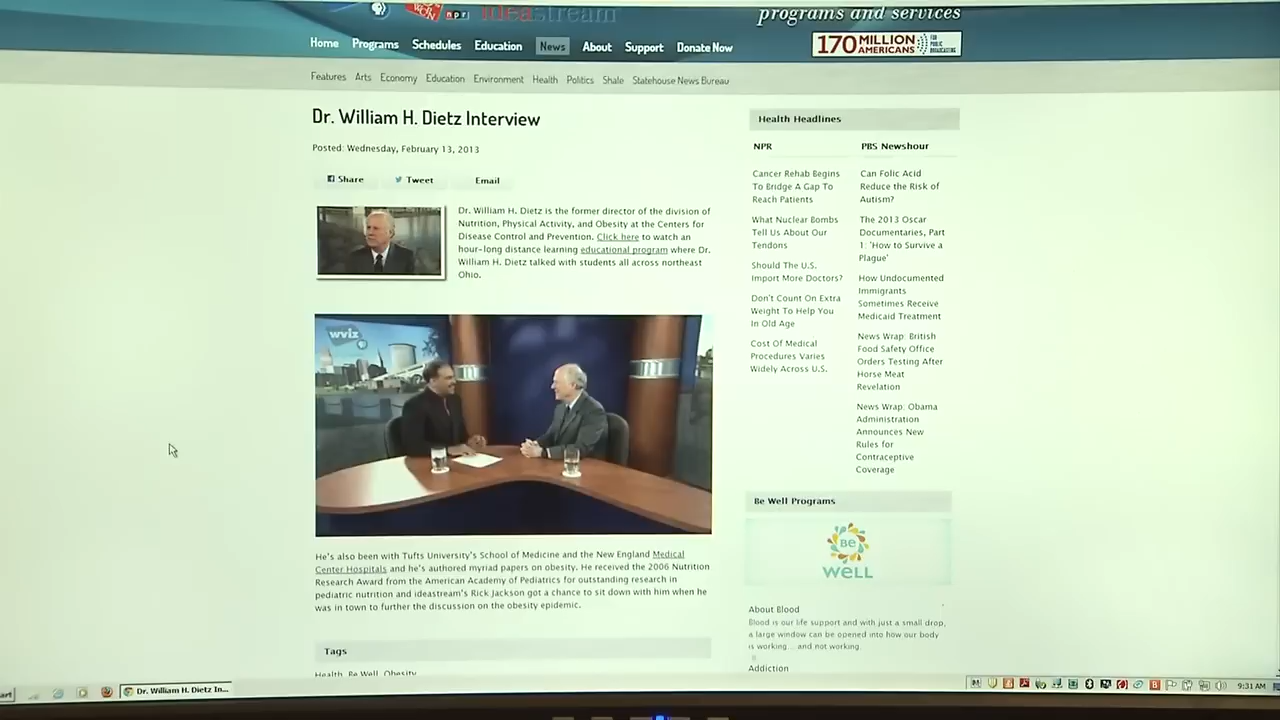 npr ideastream
programs and services
Home Programs Schedules Education News About Support Donate Now
170 MILLION AMERICANS FOR PUBLIC BROADCASTING
Features Arts Economy Education Environment Health Politics Shale Statehouse News Bureau
Dr. William H. Dietz Interview
Posted: Wednesday, February 13, 2013
Share Tweet Email
Dr. William H. Dietz is the former director of the division of
Nutrition, Physical Activity, and Obesity at the Centers for
Disease Control and Prevention. Click here to watch an
hour-long distance learning educational program where Dr.
William H. Dietz talked with students all across northeast
Ohio.
wviz
He's also been with Tufts University's School of Medicine and the New England Medical
Center Hospitals and he's authored myriad papers on obesity. He received the 2006 Nutrition
Research Award from the American Academy of Pediatrics for outstanding research in
pediatric nutrition and ideastream's Rick Jackson got a chance to sit down with him when he
was in town to further the discussion on the obesity epidemic.
Tags
Health, Be Well, Obesity
Health Headlines
NPR
Cancer Rehab Begins
To Bridge A Gap To
Reach Patients
What Nuclear Bombs
Tell Us About Our
Tendons
Should The U.S.
Import More Doctors?
Don't Count On Extra
Weight To Help You
In Old Age
Cost Of Medical
Procedures Varies
Widely Across U.S.
PBS Newshour
Can Folic Acid
Reduce the Risk of
Autism?
The 2013 Oscar
Documentaries, Part
1: 'How to Survive a
Plague'
How Undocumented
Immigrants
Sometimes Receive
Medicaid Treatment
News Wrap: British
Food Safety Office
Orders Testing After
Horse Meat
Revelation
News Wrap: Obama
Administration
Announces New
Rules for
Contraceptive
Coverage
Be Well Programs
Be
WeLL
About Blood
Blood is our life support and with just a small drop,
a large window can be opened into how our body
is working... and not working.
Addiction
Dr. William H. Dietz In...
9:31 AM